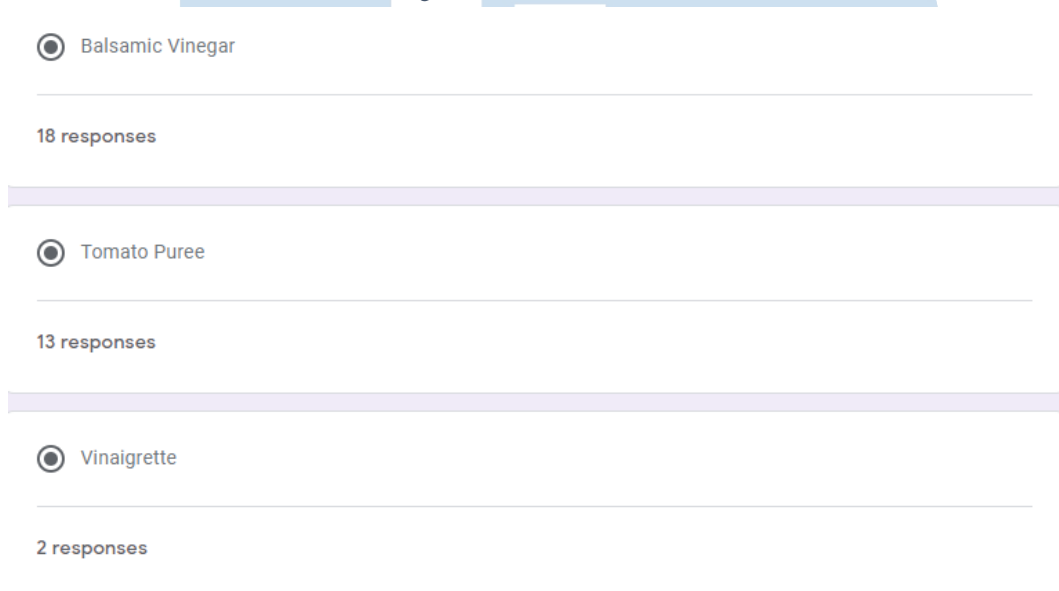 Balsamic Vinegar
18 responses
Tomato Puree
13 responses
Vinaigrette
2 responses